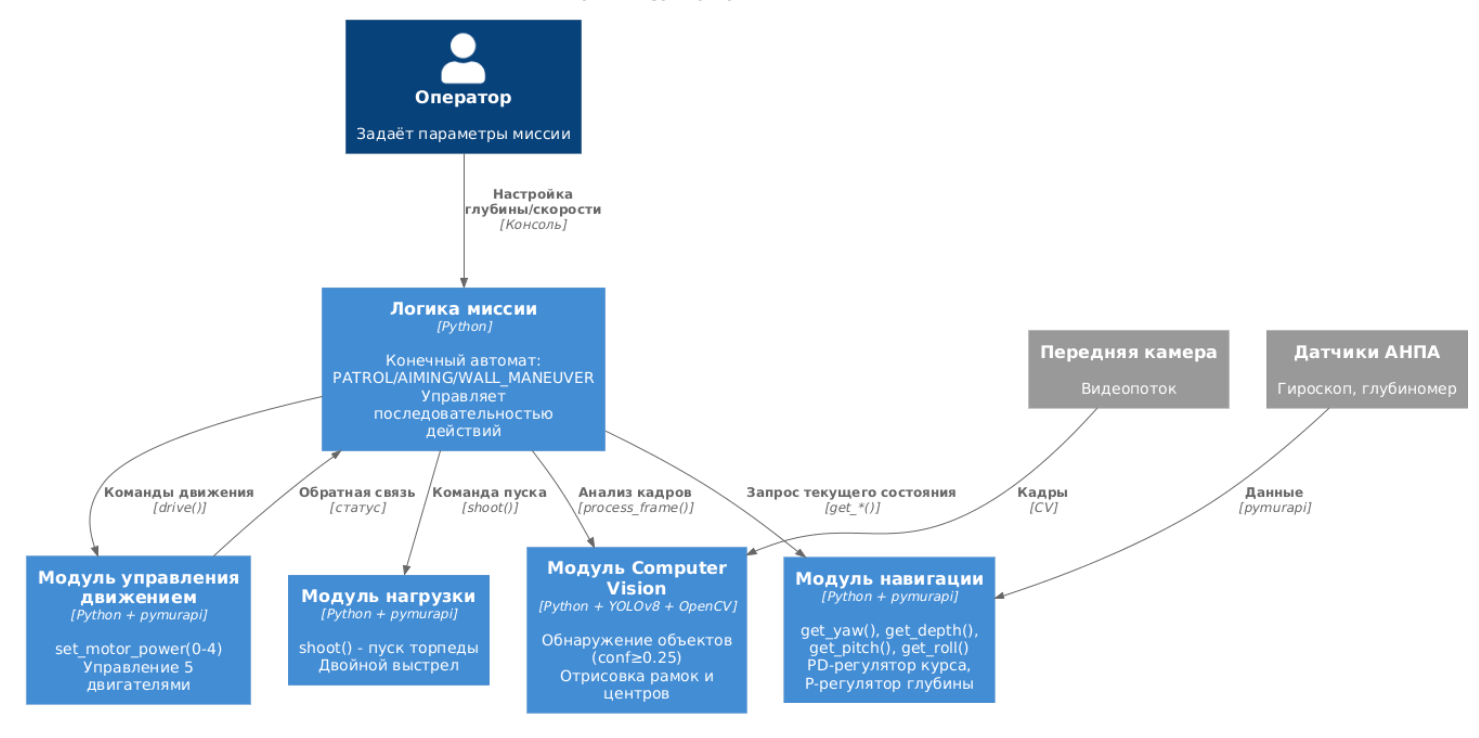 Оператор
Задаёт параметры миссии
Настройка
глубины/скорости
[Консоль]
Логика миссии
[Python]
Конечный автомат:
PATROL/AIMING/WALL_MANEUVER
Управляет
последовательностью
действий
Передняя камера
Видеопоток
Датчики АНПА
Гироскоп, глубиномер
Команды движения
[drive()]
Обратная связь
[статус]
Команда пуска
[shoot()]
Анализ кадров
[process_frame()]
Запрос текущего состояния
[get_*()]
Кадры
[CV]
Данные
[pymurapi]
Модуль управления
движением
[Python + pymurapi]
set_motor_power(0-4)
Управление 5
двигателями
Модуль нагрузки
[Python + pymurapi]
shoot() - пуск торпеды
Двойной выстрел
Модуль Computer
Vision
[Python + YOLOv8 + OpenCV]
Обнаружение объектов
(conf≥0.25)
Отрисовка рамок и
центров
Модуль навигации
[Python + pymurapi]
get_yaw(), get_depth(),
get_pitch(), get_roll()
PD-регулятор курса,
P-регулятор глубины